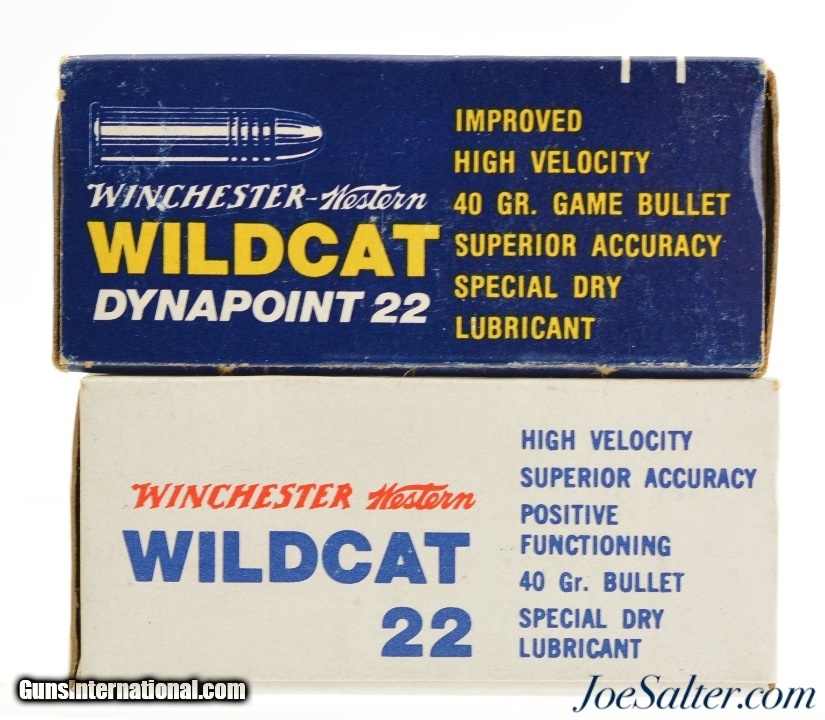 WINCHESTER-Western
WILDCAT
DYNAPOINT 22
IMPROVED
HIGH VELOCITY
40 GR. GAME BULLET
SUPERIOR ACCURACY
SPECIAL DRY
LUBRICANT
WINCHESTER Western
WILDCAT
22
HIGH VELOCITY
SUPERIOR ACCURACY
POSITIVE
FUNCTIONING
40 Gr. BULLET
SPECIAL DRY
LUBRICANT
GunsInternational.com
JoeSalter.com